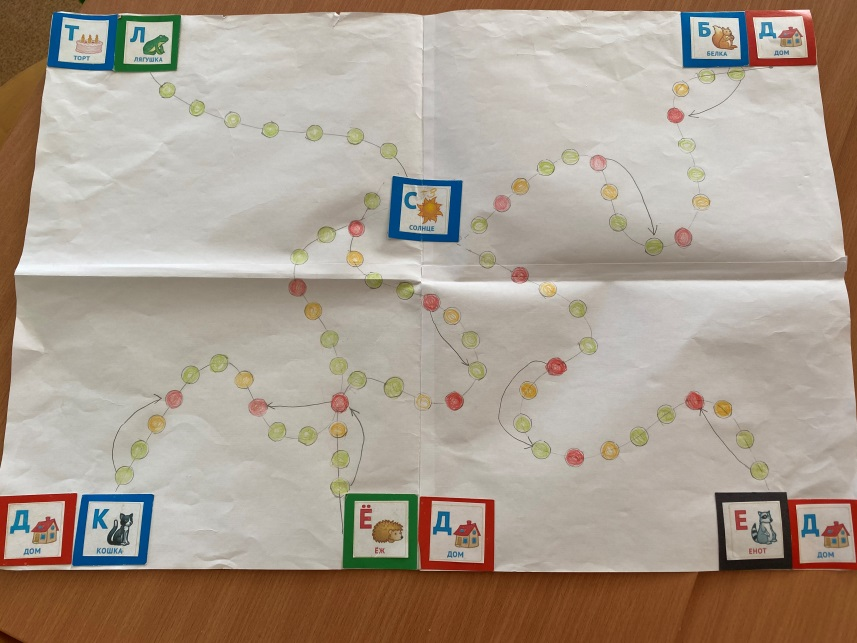 Т
ТОРТ
Л
ЛЯГУШКА
Б
БЕЛКА
Д
ДОМ
С
СОЛНЦЕ
Д
ДОМ
К
КОШКА
Ё
ЁЖ
Д
ДОМ
Е
ЕНОТ
Д
ДОМ